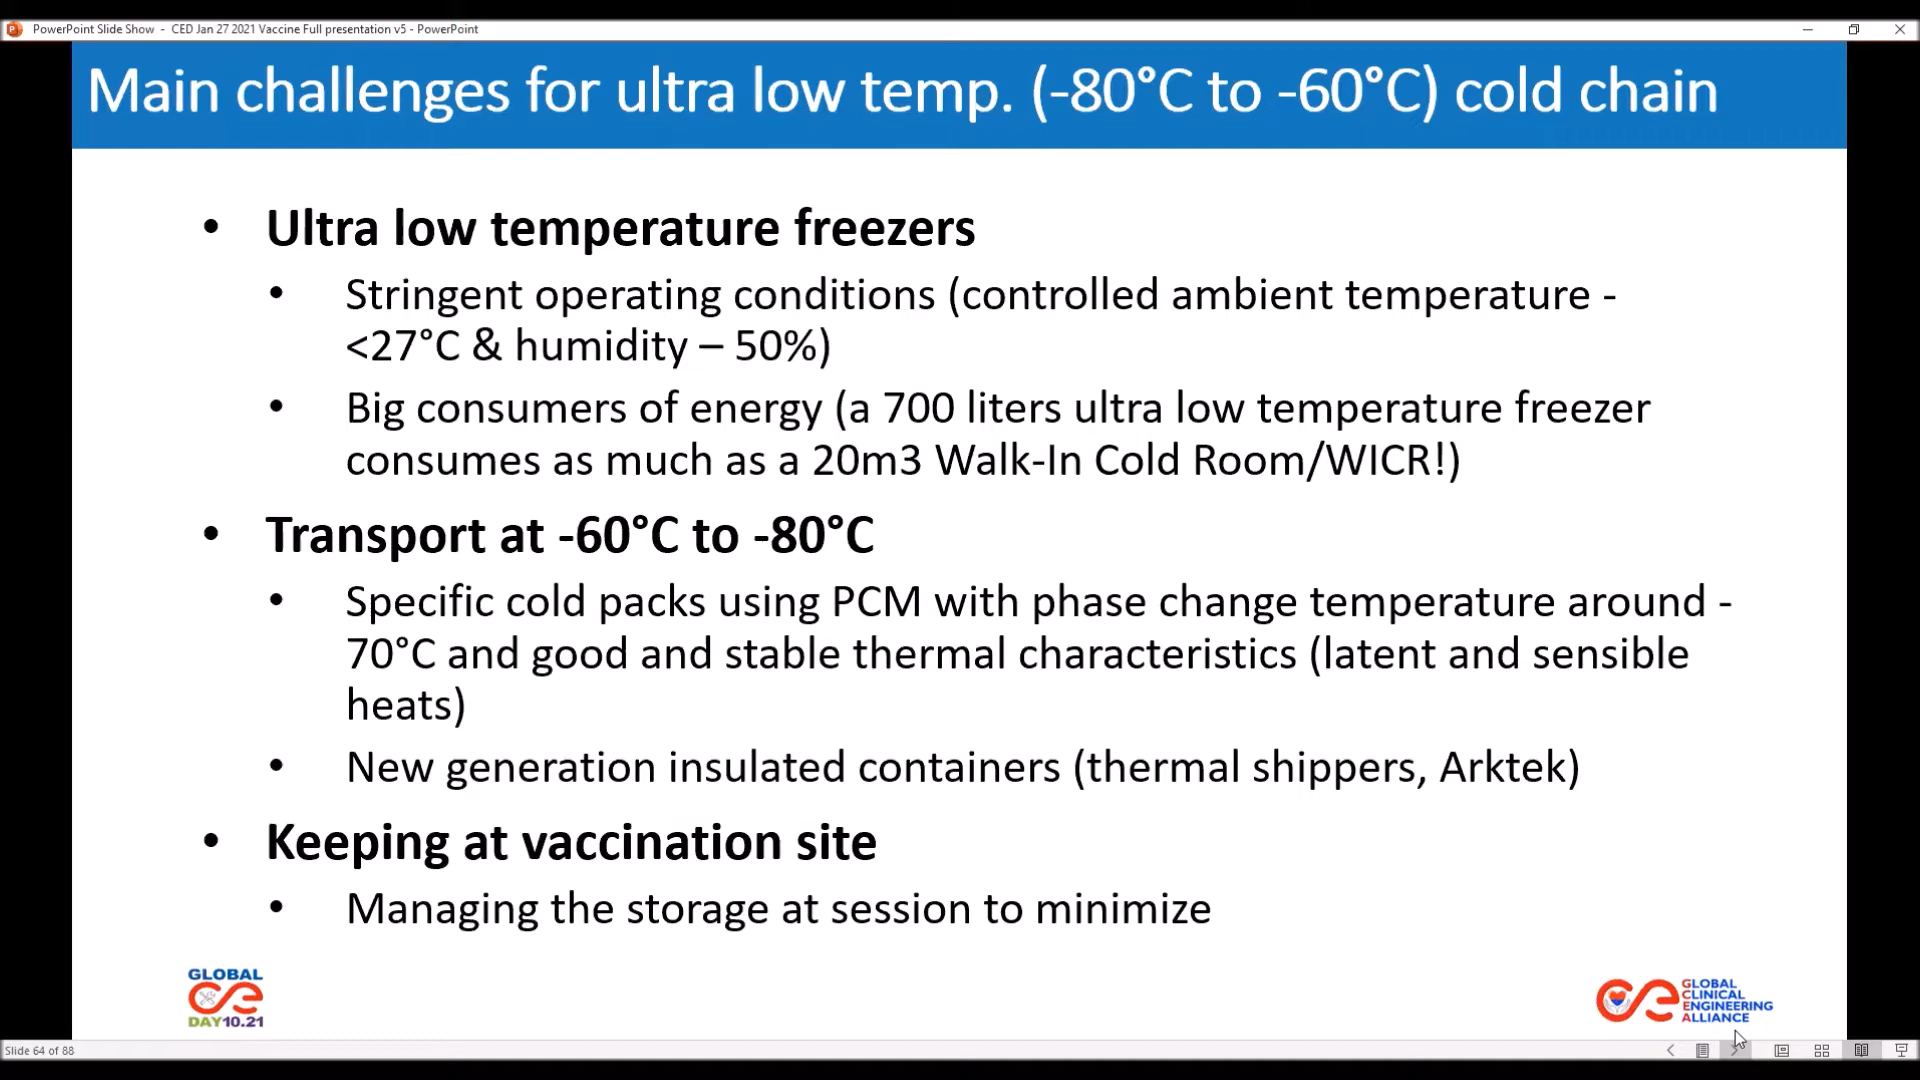 PowerPoint Slide Show - CED Jan 27 2021 Vaccine Full presentation v5 - PowerPoint
Main challenges for ultra low temp. (-80°C to -60°C) cold chain
• Ultra low temperature freezers
• Stringent operating conditions (controlled ambient temperature -
<27°C & humidity – 50%)
• Big consumers of energy (a 700 liters ultra low temperature freezer
consumes as much as a 20m3 Walk-In Cold Room/WICR!)
• Transport at -60°C to -80°C
• Specific cold packs using PCM with phase change temperature around -
70°C and good and stable thermal characteristics (latent and sensible
heats)
• New generation insulated containers (thermal shippers, Arktek)
• Keeping at vaccination site
• Managing the storage at session to minimize
GLOBAL
CE
DAY10.21
CE
GLOBAL
CLINICAL
ENGINEERING
ALLIANCE
Slide 64 of 88